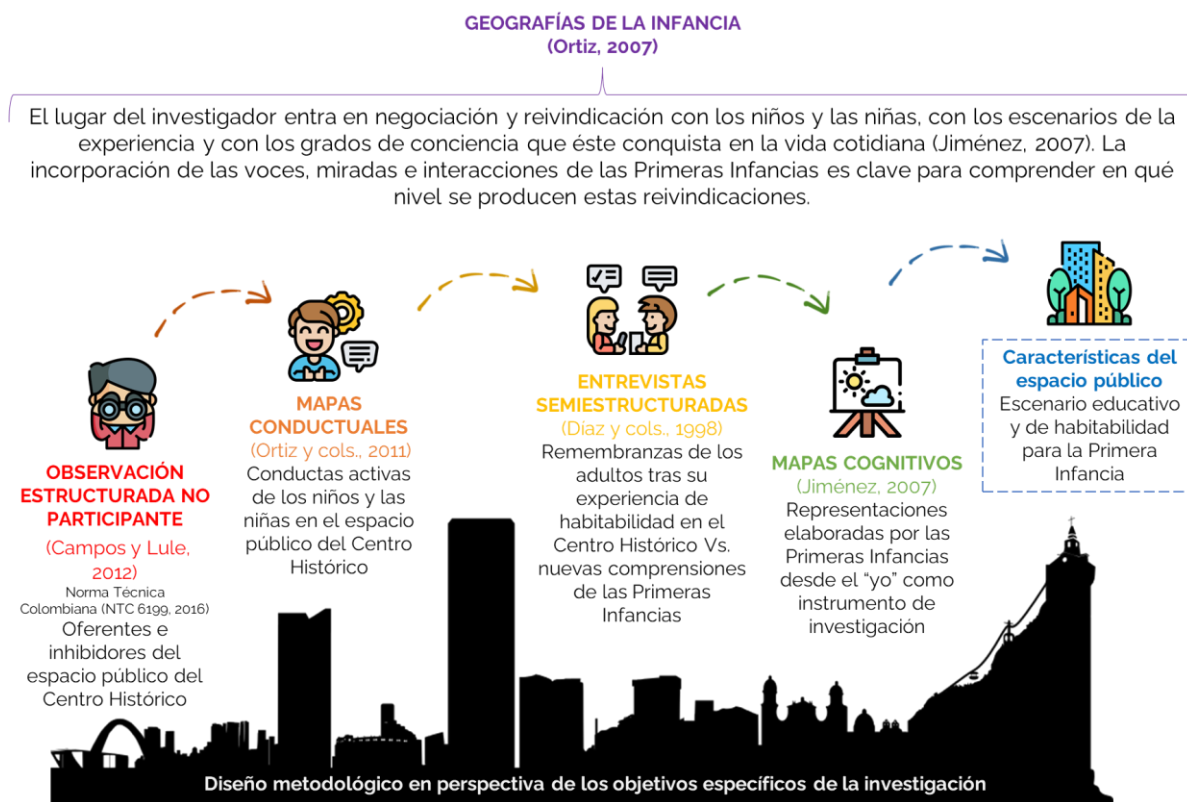 GEOGRAFÍAS DE LA INFANCIA
(Ortiz, 2007)
El lugar del investigador entra en negociación y reivindicación con los niños y las niñas, con los escenarios de la
experiencia y con los grados de conciencia que éste conquista en la vida cotidiana (Jiménez, 2007). La
incorporación de las voces, miradas e interacciones de las Primeras Infancias es clave para comprender en qué
nivel se producen estas reivindicaciones.
OBSERVACIÓN
ESTRUCTURADA NO
PARTICIPANTE
(Campos y Lule,
2012)
Norma Técnica
Colombiana (NTC 6199, 2016)
Oferentes e
inhibidores del
espacio público del
Centro Histórico
MAPAS
CONDUCTUALES
(Ortiz y cols., 2011)
Conductas activas
de los niños y las
niñas en el espacio
público del Centro
Histórico
ENTREVISTAS
SEMIESTRUCTURADAS
(Díaz y cols., 1998)
Remembranzas de los
adultos tras su
experiencia de
habitabilidad en el
Centro Histórico Vs.
nuevas comprensiones
de las Primeras
Infancias
MAPAS COGNITIVOS
(Jiménez, 2007)
Representaciones
elaboradas por las
Primeras Infancias
desde el “yo” como
instrumento de
investigación
Características del
espacio público
Escenario educativo
y de habitabilidad
para la Primera
Infancia
Diseño metodológico en perspectiva de los objetivos específicos de la investigación